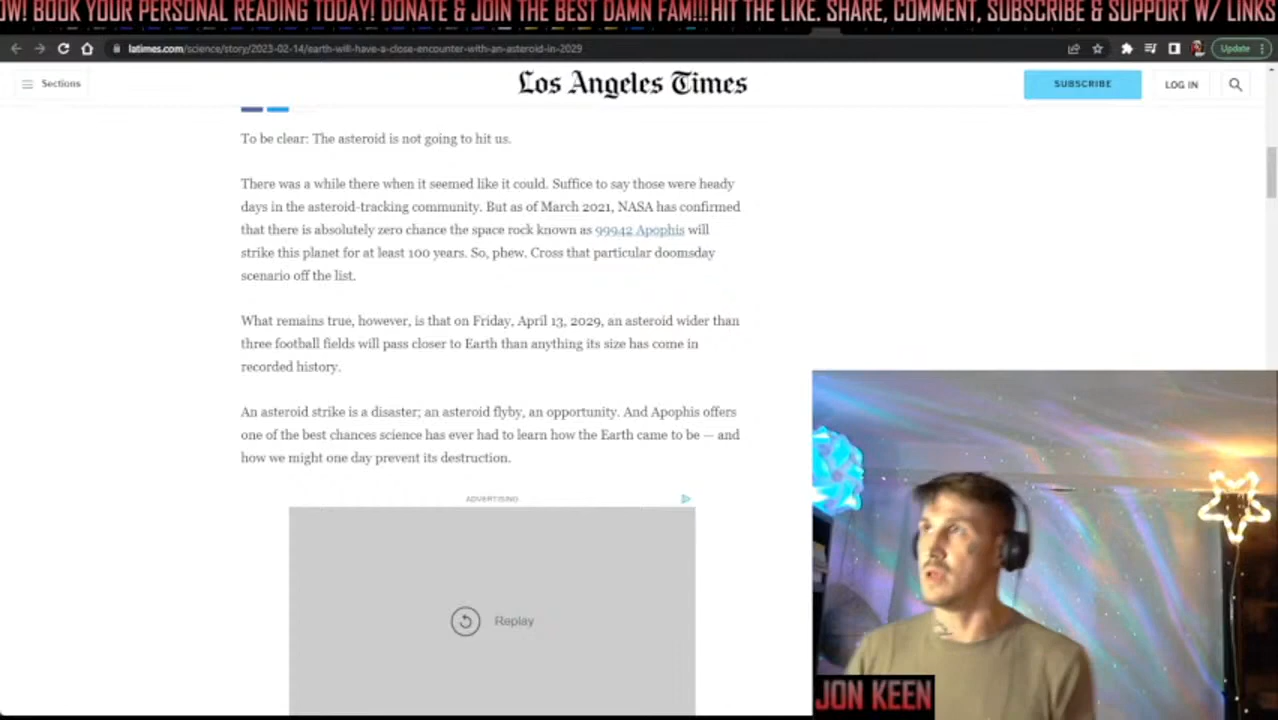 OW! BOOK YOUR PERSONAL READING TODAY! DONATE & JOIN THE BEST DAMN FAM!!! HIT THE LIKE. SHARE, COMMENT, SUBSCRIBE & SUPPORT W/ LINKS
latimes.com/science/story/2023-02-14/earth-will-have-a-close-encounter-with-an-asteroid-in-2029
Update
Sections
Los Angeles Times
SUBSCRIBE
LOG IN
To be clear: The asteroid is not going to hit us.
There was a while there when it seemed like it could. Suffice to say those were heady
days in the asteroid-tracking community. But as of March 2021, NASA has confirmed
that there is absolutely zero chance the space rock known as 99942 Apophis will
strike this planet for at least 100 years. So, phew. Cross that particular doomsday
scenario off the list.
What remains true, however, is that on Friday, April 13, 2029, an asteroid wider than
three football fields will pass closer to Earth than anything its size has come in
recorded history.
An asteroid strike is a disaster; an asteroid flyby, an opportunity. And Apophis offers
one of the best chances science has ever had to learn how the Earth came to be — and
how we might one day prevent its destruction.
ADVERTISING
Replay
JON KEEN